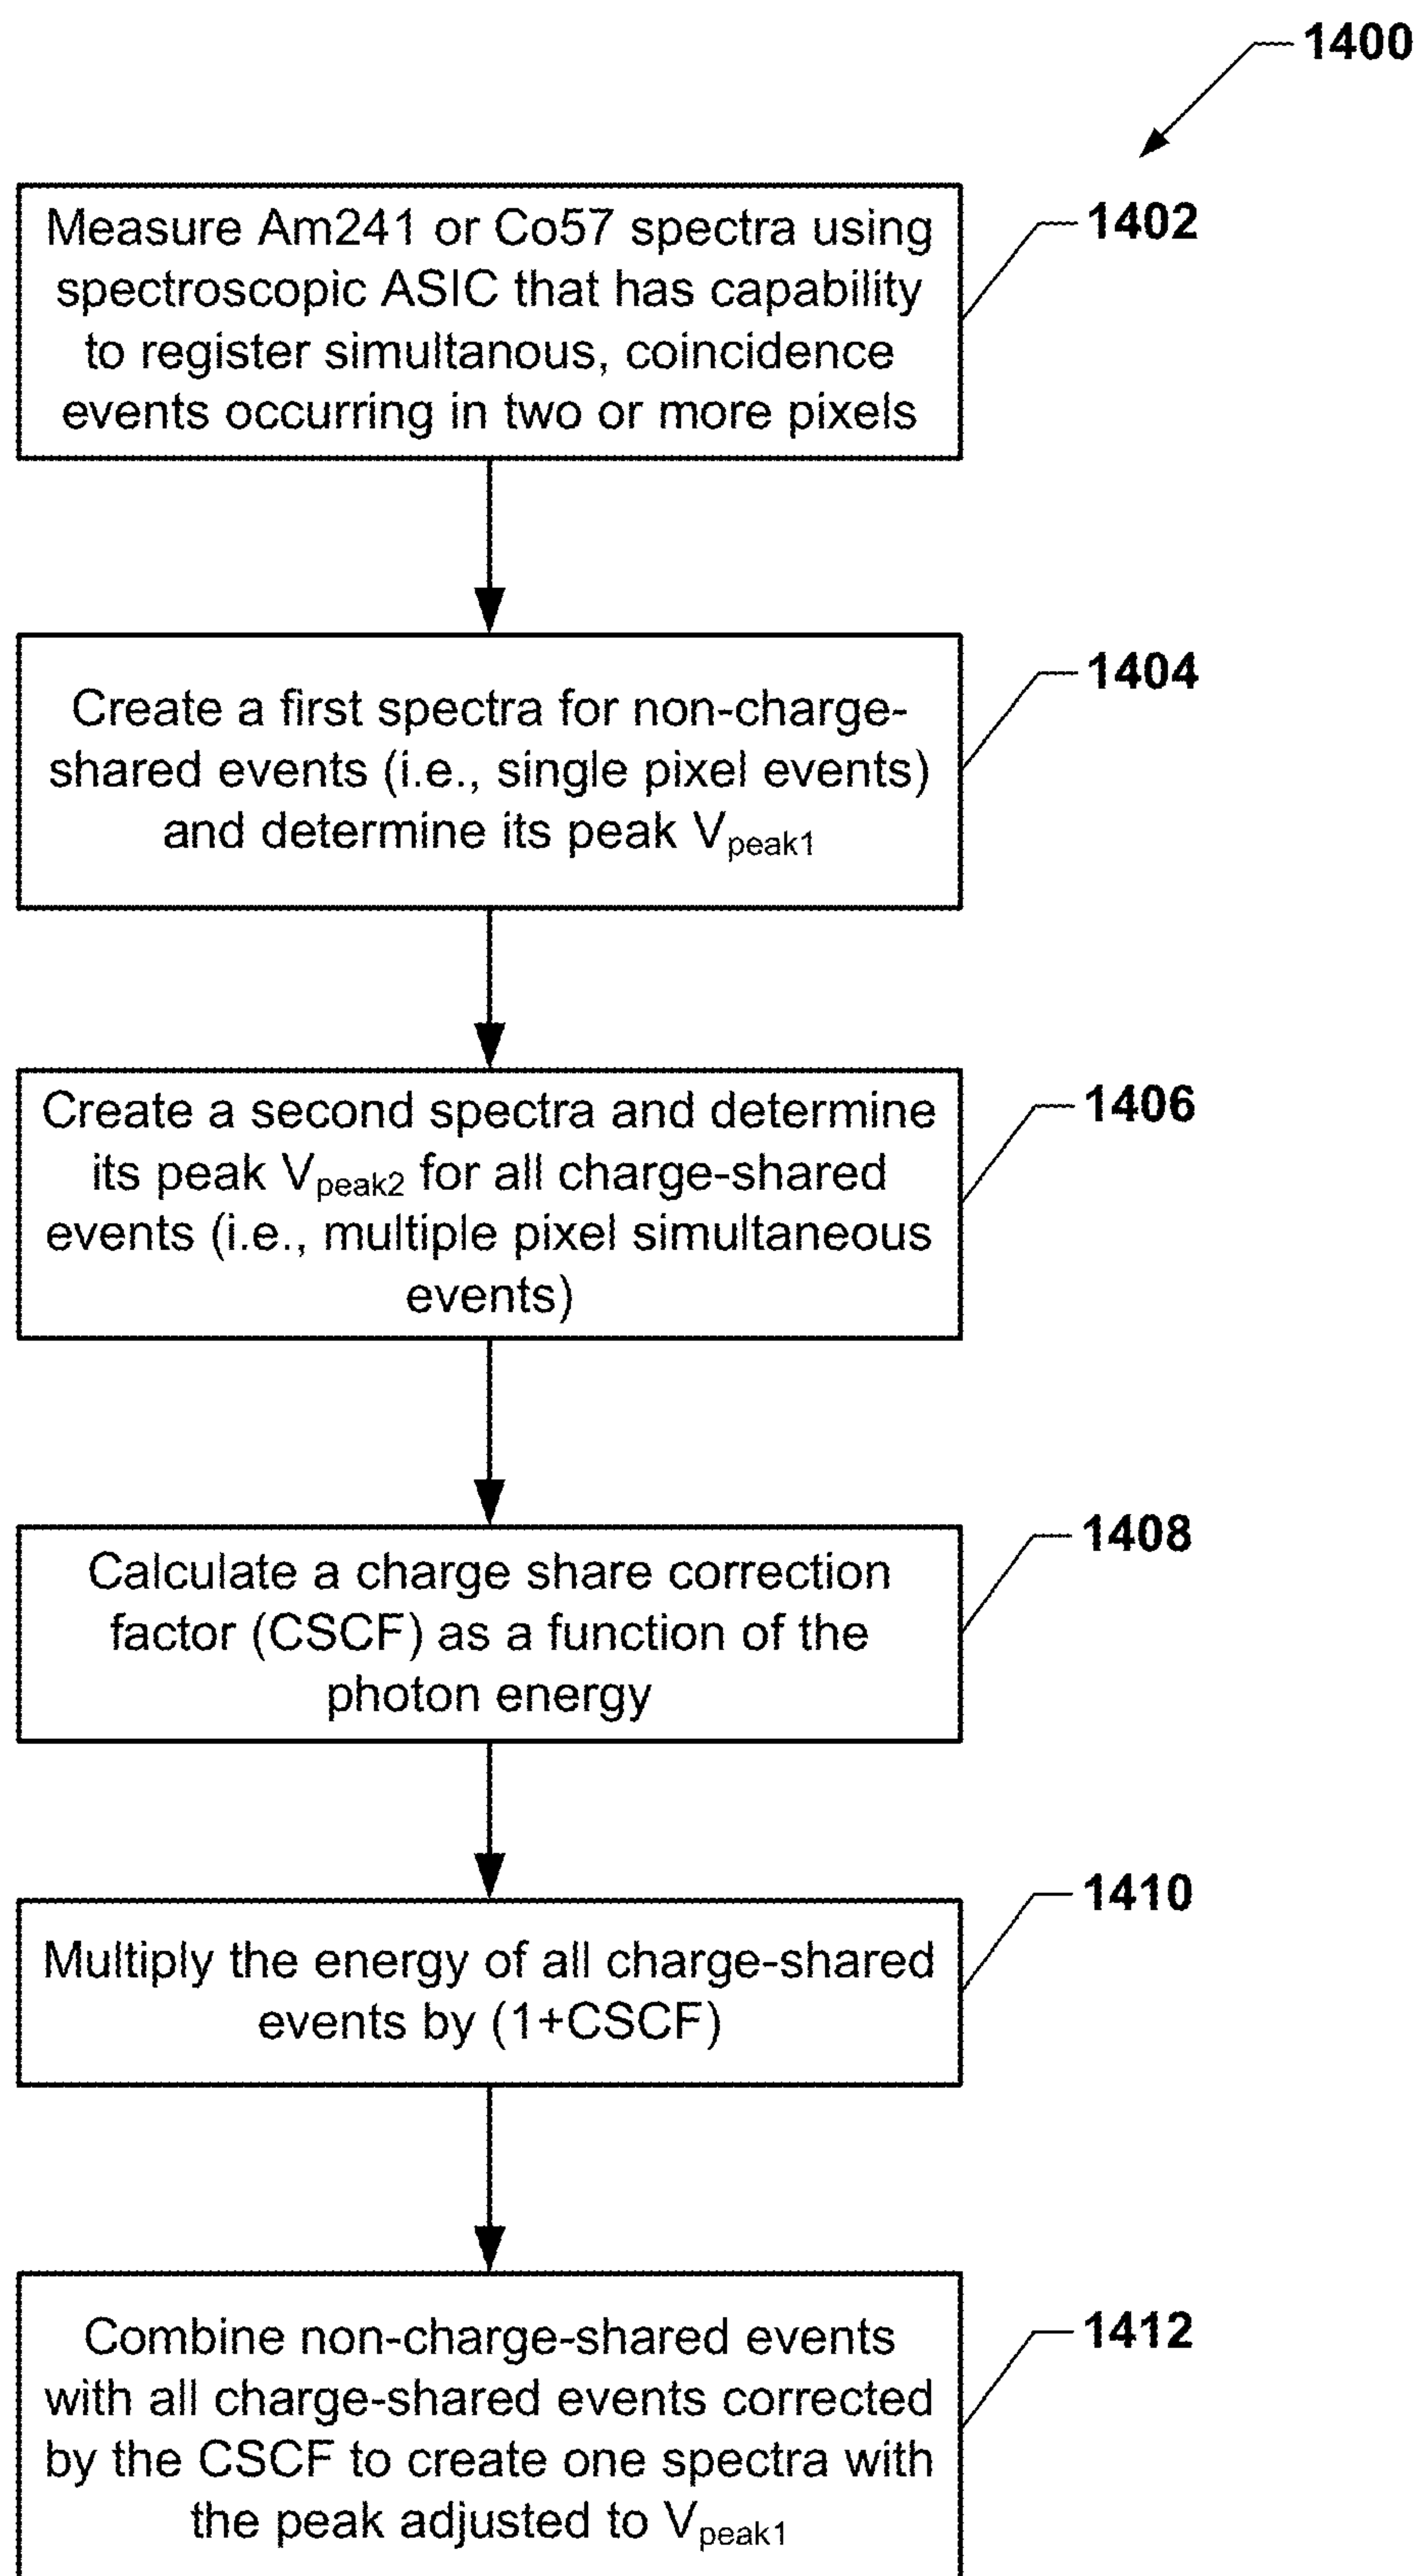 1400
Measure Am241 or Co57 spectra using
spectroscopic ASIC that has capability
to register simultanous, coincidence
events occurring in two or more pixels
1402
Create a first spectra for non-charge-
shared events (i.e., single pixel events)
and determine its peak Vpeak1
1404
Create a second spectra and determine
its peak Vpeak2 for all charge-shared
events (i.e., multiple pixel simultaneous
events)
1406
Calculate a charge share correction
factor (CSCF) as a function of the
photon energy
1408
Multiply the energy of all charge-shared
events by (1+CSCF)
1410
Combine non-charge-shared events
with all charge-shared events corrected
by the CSCF to create one spectra with
the peak adjusted to Vpeak1
1412